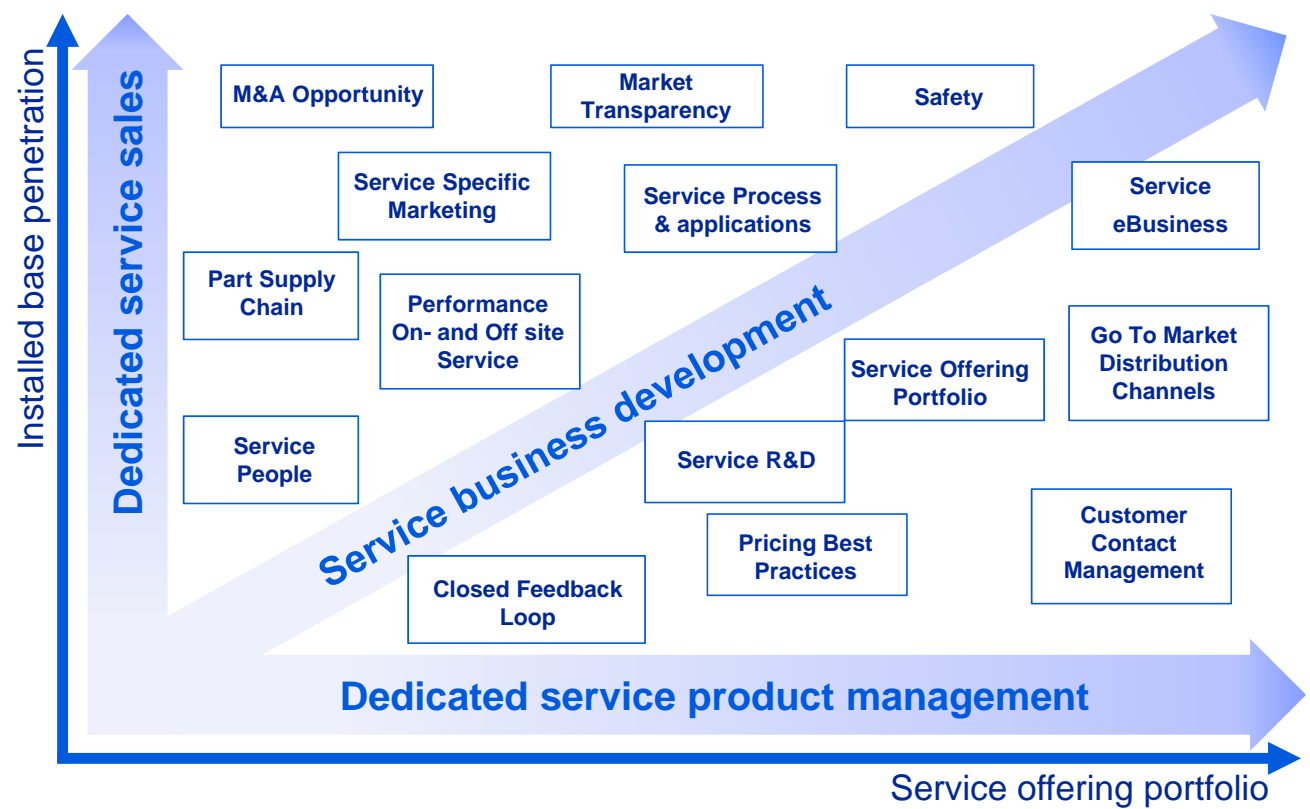 Installed base penetration
Dedicated service sales
M&A Opportunity
Market
Transparency
Safety
Service Specific
Marketing
Service Process
& applications
Service
eBusiness
Part Supply
Chain
Performance
On- and Off site
Service
Service business development
Service Offering
Portfolio
Go To Market
Distribution
Channels
Service
People
Service R&D
Pricing Best
Practices
Customer
Contact
Management
Closed Feedback
Loop
Dedicated service product management
Service offering portfolio